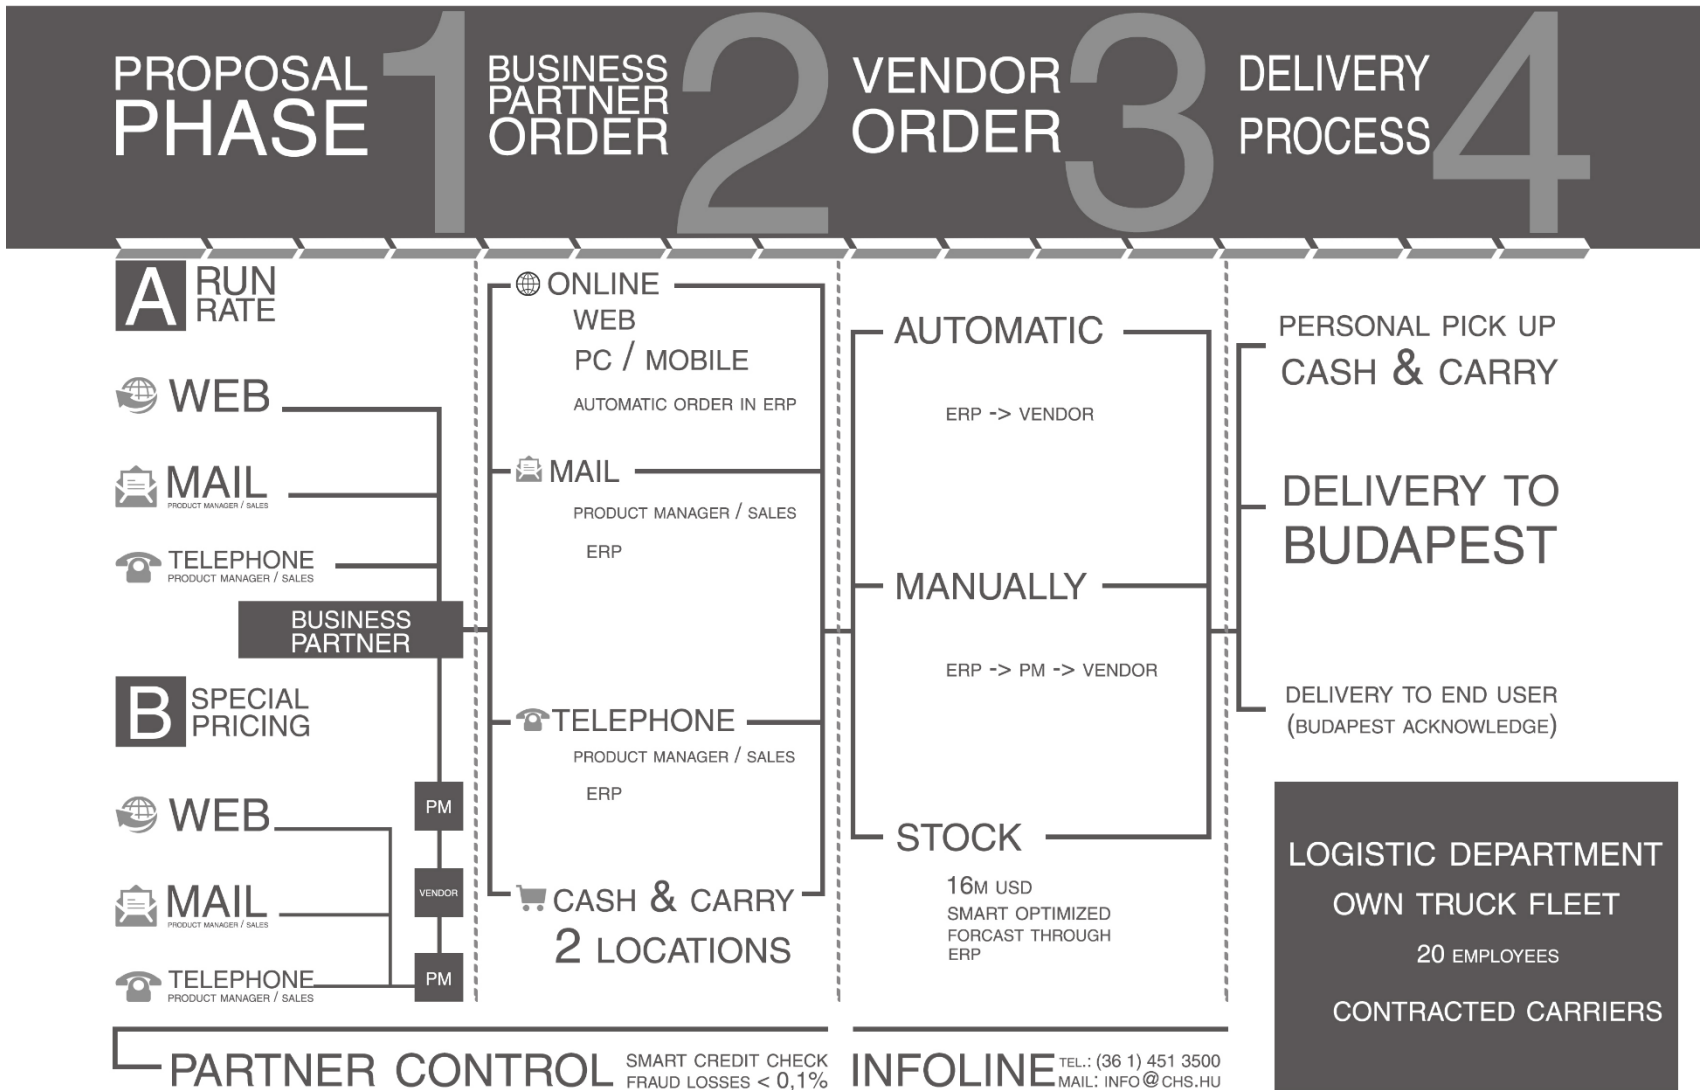 PROPOSAL
PHASE
1
BUSINESS
PARTNER
ORDER
2
VENDOR
ORDER
3
DELIVERY
PROCESS
4
A RUN
RATE
WEB
MAIL
PRODUCT MANAGER / SALES
TELEPHONE
PRODUCT MANAGER / SALES
BUSINESS
PARTNER
B SPECIAL
PRICING
WEB
MAIL
PRODUCT MANAGER / SALES
TELEPHONE
PRODUCT MANAGER / SALES
PM
VENDOR
PM
ONLINE
WEB
PC / MOBILE
AUTOMATIC ORDER IN ERP
MAIL
PRODUCT MANAGER / SALES
ERP
TELEPHONE
PRODUCT MANAGER / SALES
ERP
CASH & CARRY
2 LOCATIONS
AUTOMATIC
ERP -> VENDOR
MANUALLY
ERP -> PM -> VENDOR
STOCK
16M USD
SMART OPTIMIZED
FORCAST THROUGH
ERP
PERSONAL PICK UP
CASH & CARRY
DELIVERY TO
BUDAPEST
DELIVERY TO END USER
(BUDAPEST ACKNOWLEDGE)
LOGISTIC DEPARTMENT
OWN TRUCK FLEET
20 EMPLOYEES
CONTRACTED CARRIERS
PARTNER CONTROL
SMART CREDIT CHECK
FRAUD LOSSES < 0,1%
INFOLINE
TEL.: (36 1) 451 3500
MAIL: INFO@CHS.HU